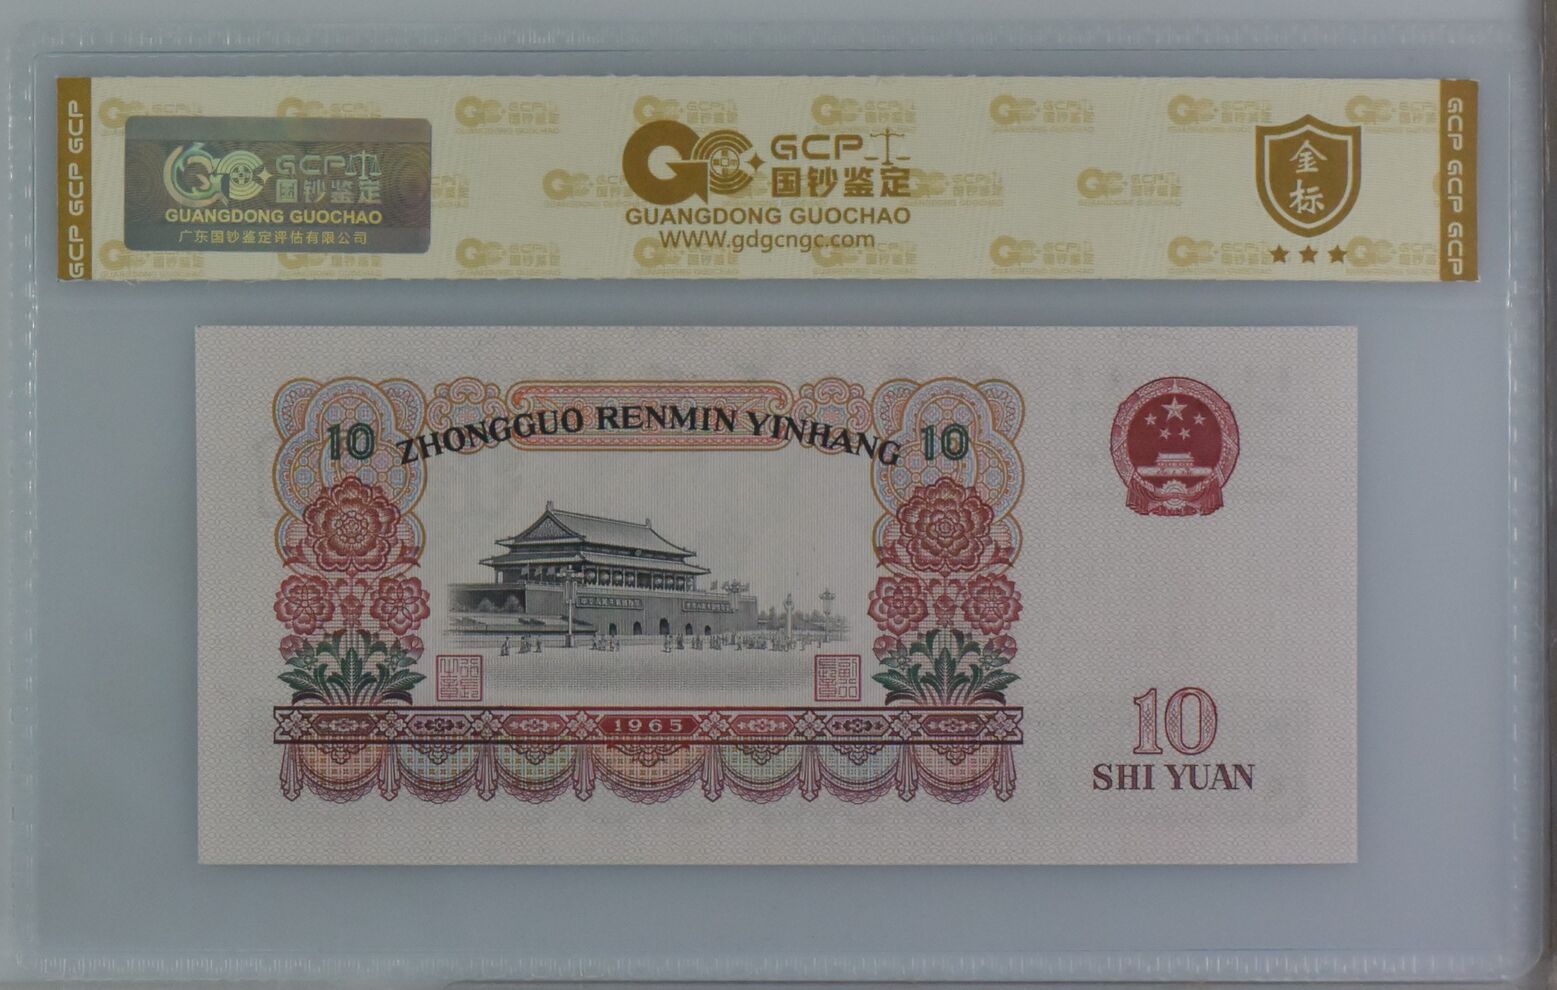 GCP GCP GCP
GCP 国钞鉴定
GUANGDONG GUOCHAO
广东国钞鉴定评估有限公司
GCP
国钞鉴定
GUANGDONG GUOCHAO
WWW.gdgcngc.com
金标
GCP GCP GCP
10 ZHONGGUO RENMIN YINHANG 10
1965
10
SHI YUAN